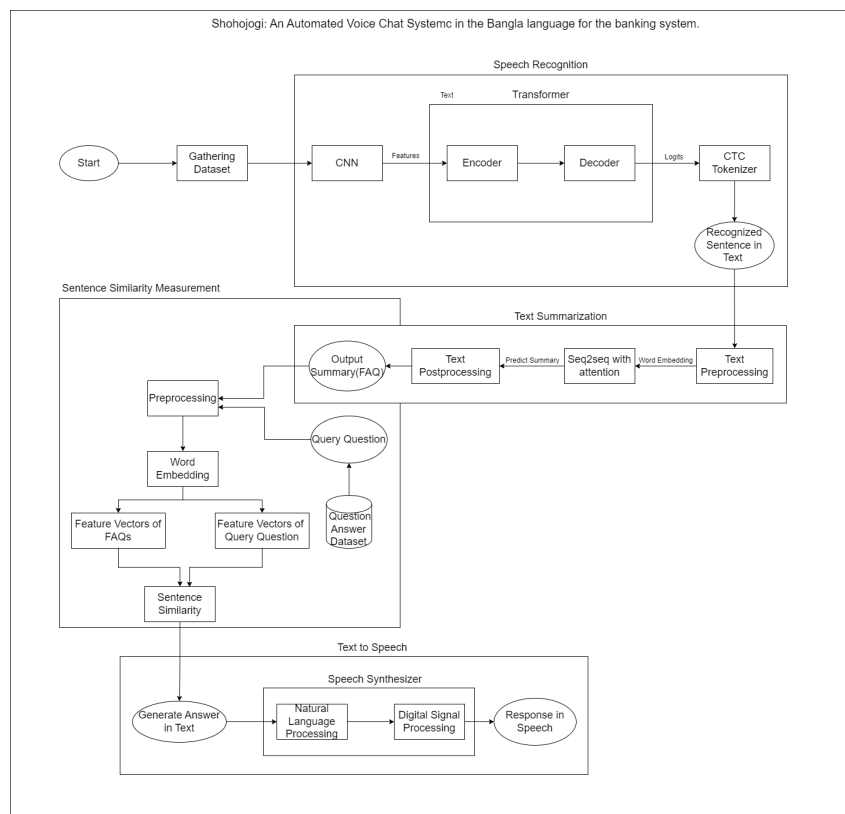 Shohojogi: An Automated Voice Chat Systemc in the Bangla language for the banking system.
Speech Recognition
Text
Transformer
Start
Gathering
Dataset
CNN
Features
Encoder
Decoder
Logits
CTC
Tokenizer
Recognized
Sentence in
Text
Sentence Similarity Measurement
Text Summarization
Output
Summary(FAQ)
Text
Postprocessing
Predict Summary
Seq2seq with
attention
Word Embedding
Text
Preprocessing
Preprocessing
Query Question
Word
Embedding
Question
Answer
Dataset
Feature Vectors of
FAQs
Feature Vectors of
Query Question
Sentence
Similarity
Text to Speech
Speech Synthesizer
Generate Answer
in Text
Natural
Language
Processing
Digital Signal
Processing
Response in
Speech